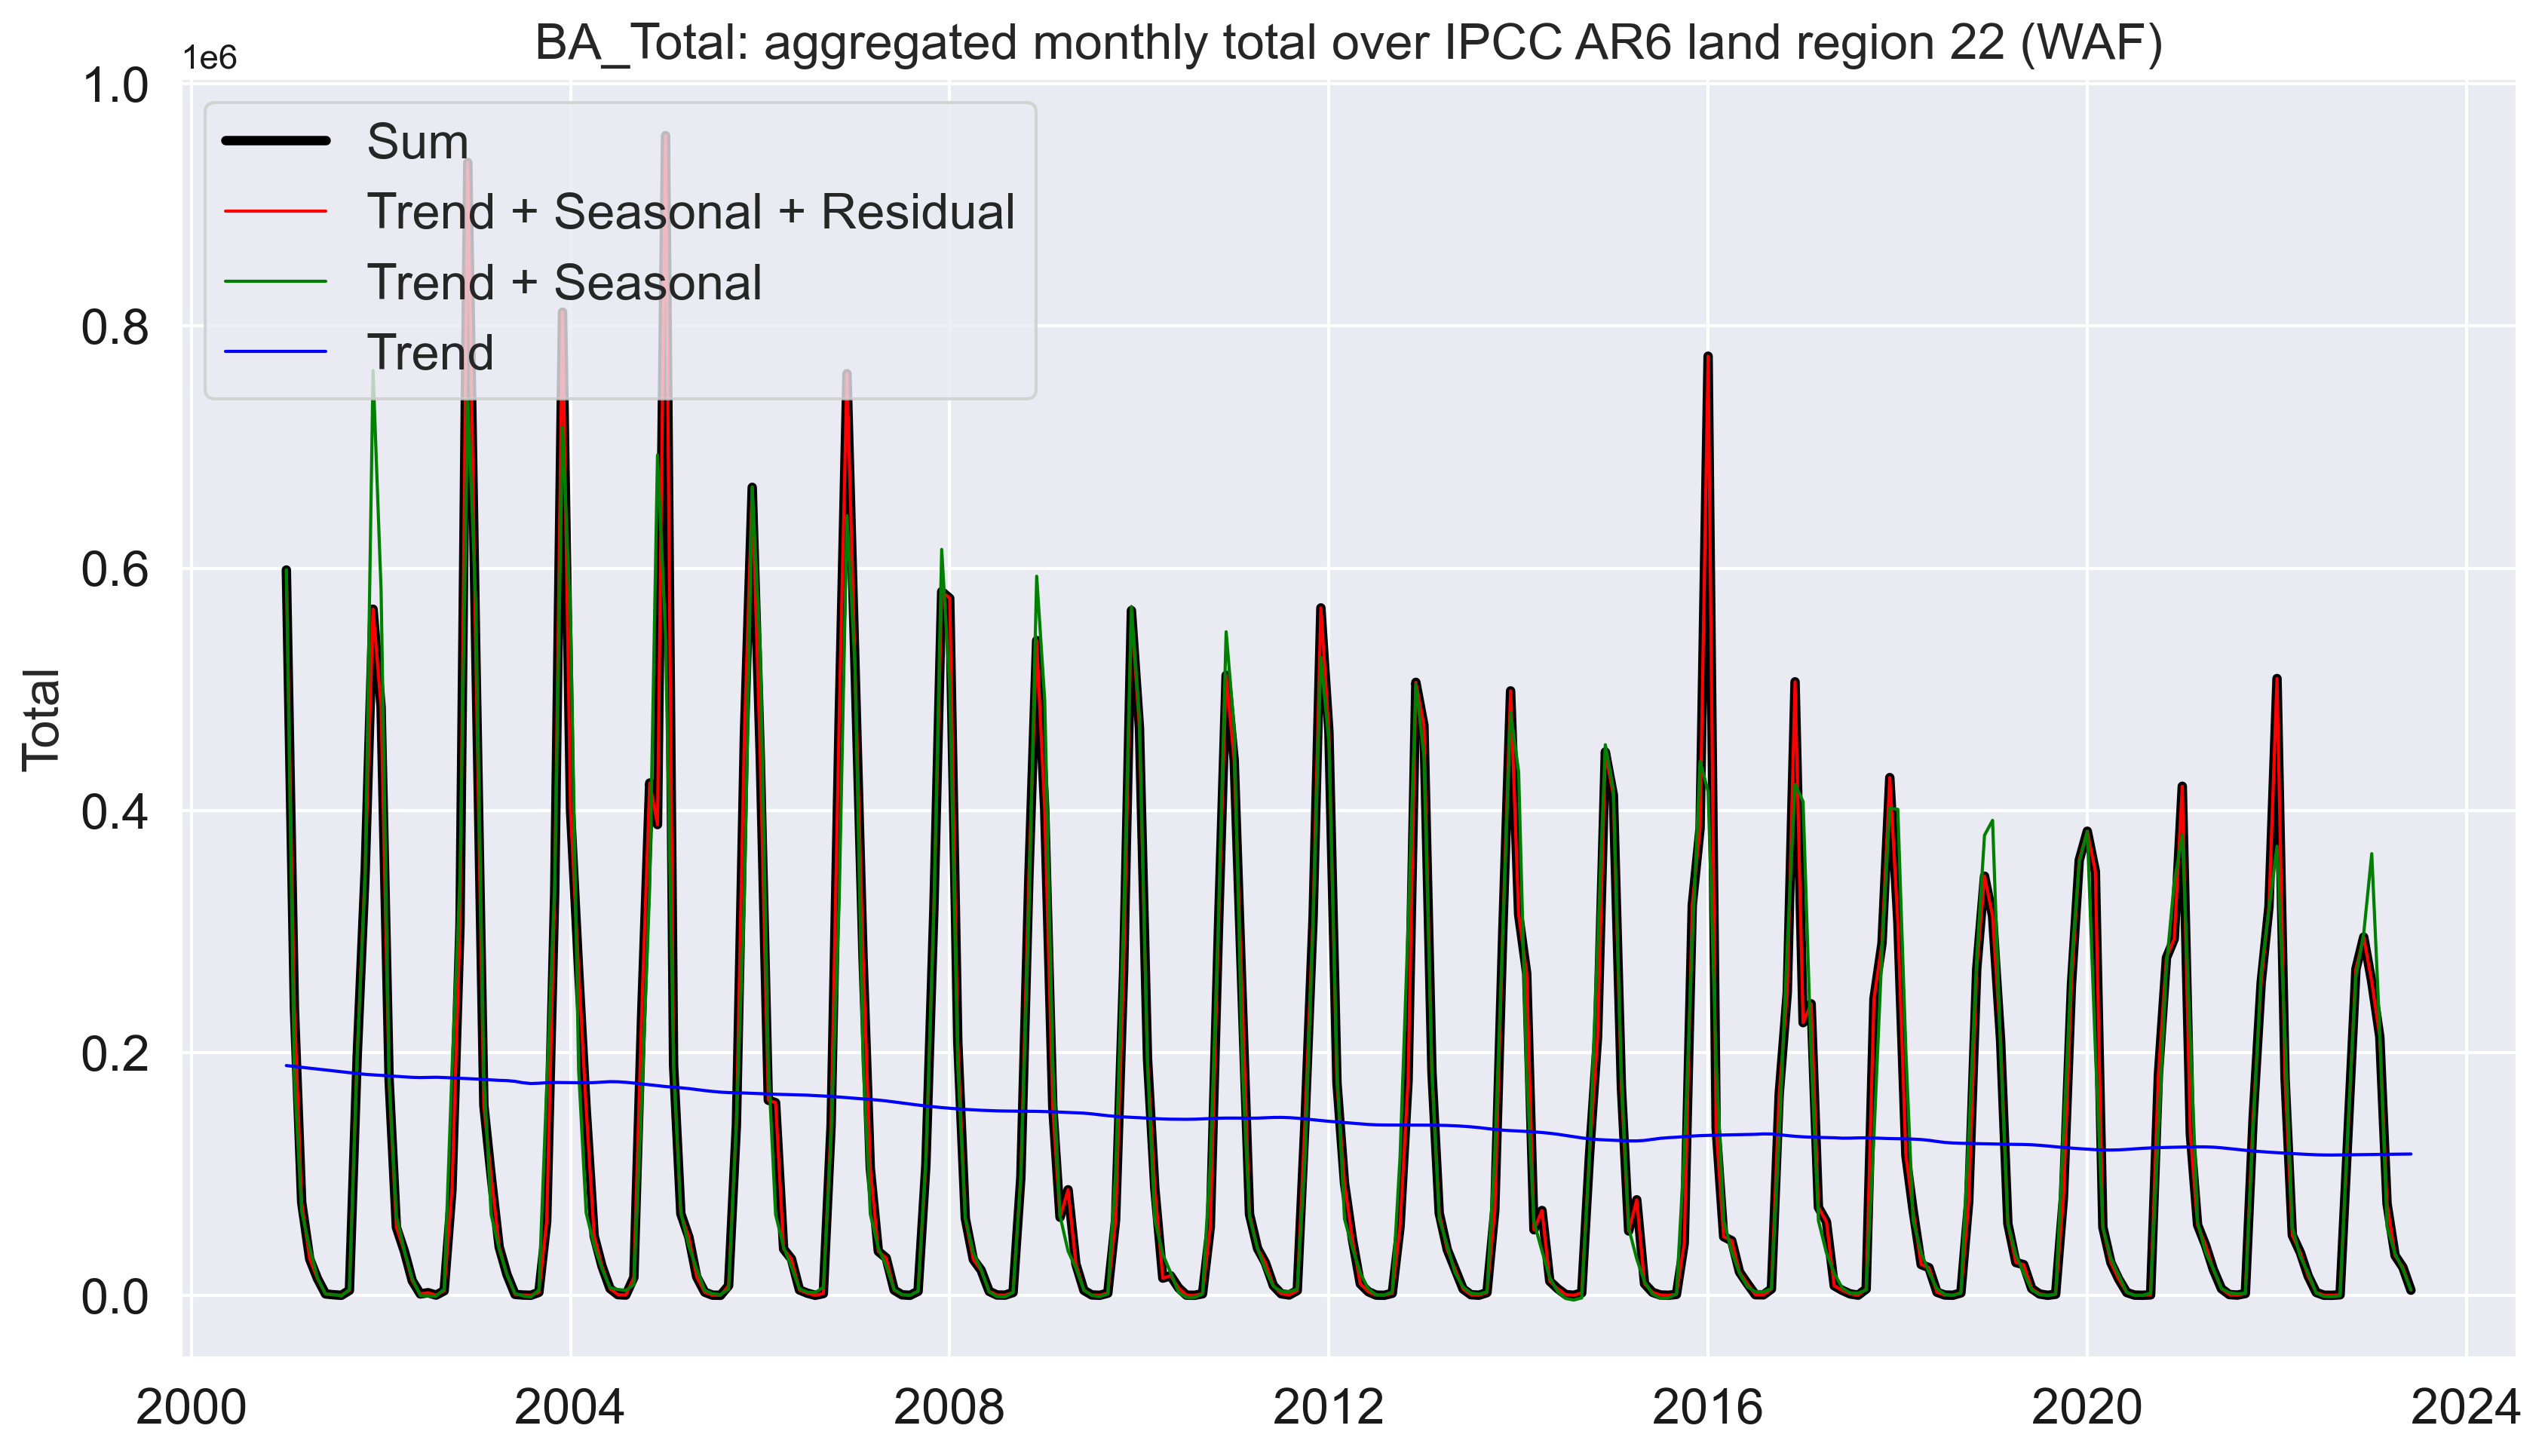 BA_Total: aggregated monthly total over IPCC AR6 land region 22 (WAF)
1e6
1.0
0.8
0.6
0.4
0.2
0.0
Total
Sum
Trend + Seasonal + Residual
Trend + Seasonal
Trend
2000 2004 2008 2012 2016 2020 2024